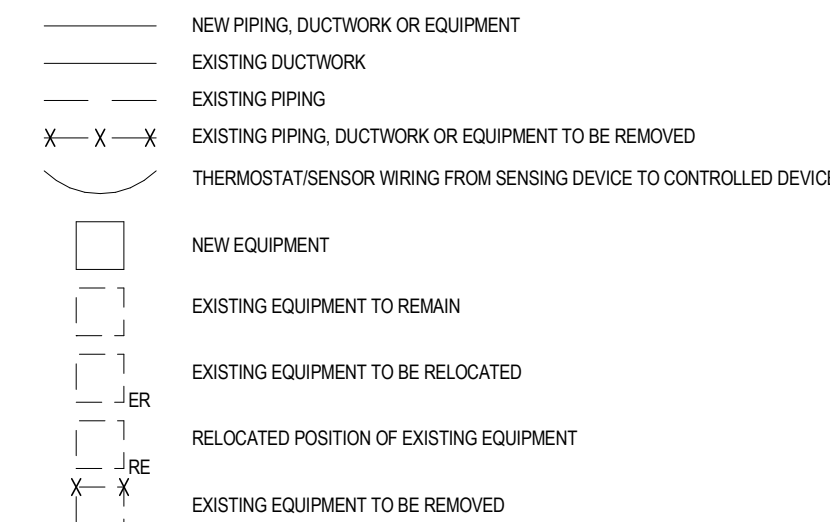 NEW PIPING, DUCTWORK OR EQUIPMENT
EXISTING DUCTWORK
EXISTING PIPING
X X X EXISTING PIPING, DUCTWORK OR EQUIPMENT TO BE REMOVED
THERMOSTAT/SENSOR WIRING FROM SENSING DEVICE TO CONTROLLED DEVICE
NEW EQUIPMENT
EXISTING EQUIPMENT TO REMAIN
EXISTING EQUIPMENT TO BE RELOCATED
ER
RELOCATED POSITION OF EXISTING EQUIPMENT
RE
X X
EXISTING EQUIPMENT TO BE REMOVED